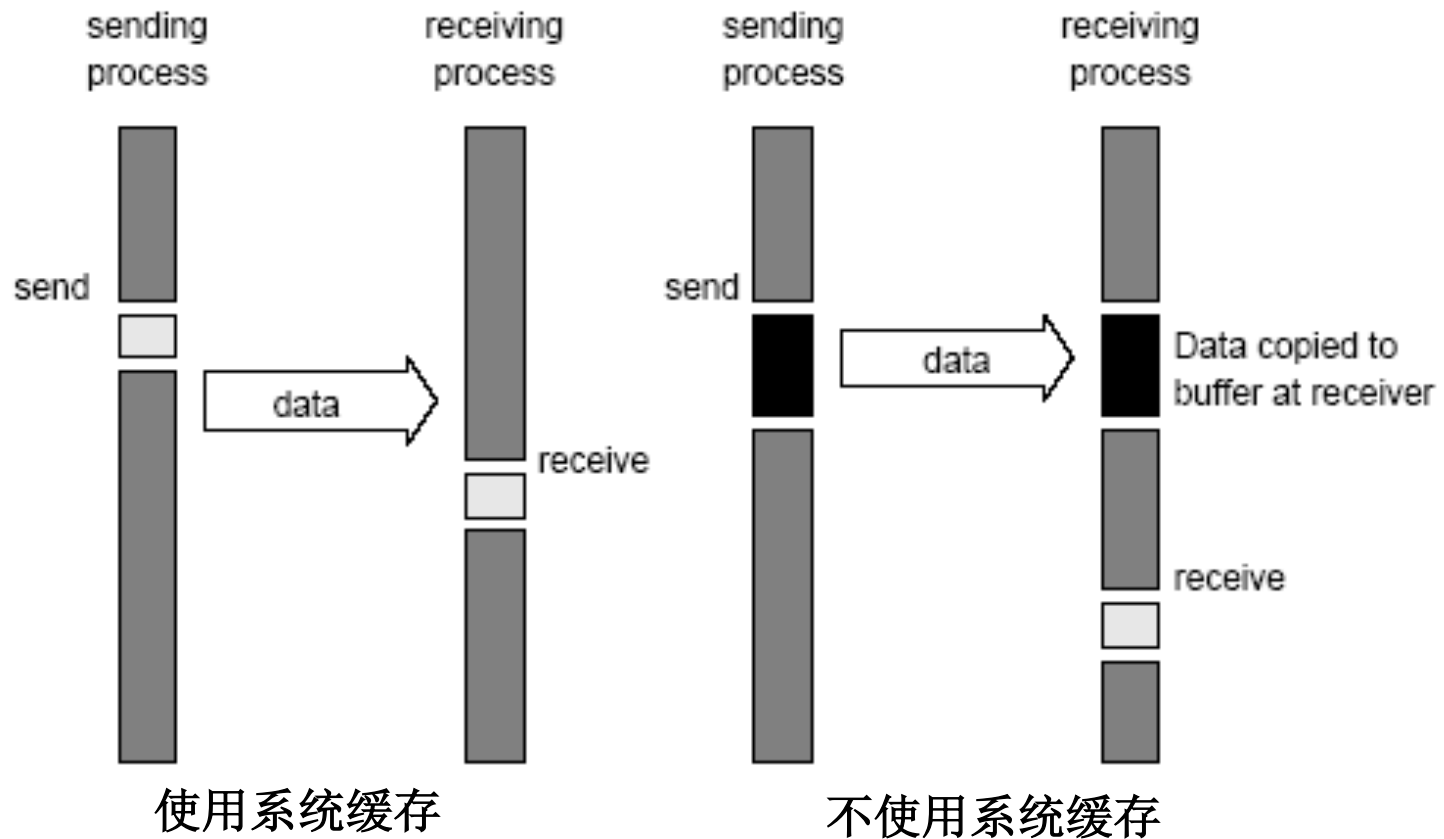 sending
process
receiving
process
sending
process
receiving
process
send
data
receive
send
data
Data copied to
buffer at receiver
receive
使用系统缓存
不使用系统缓存